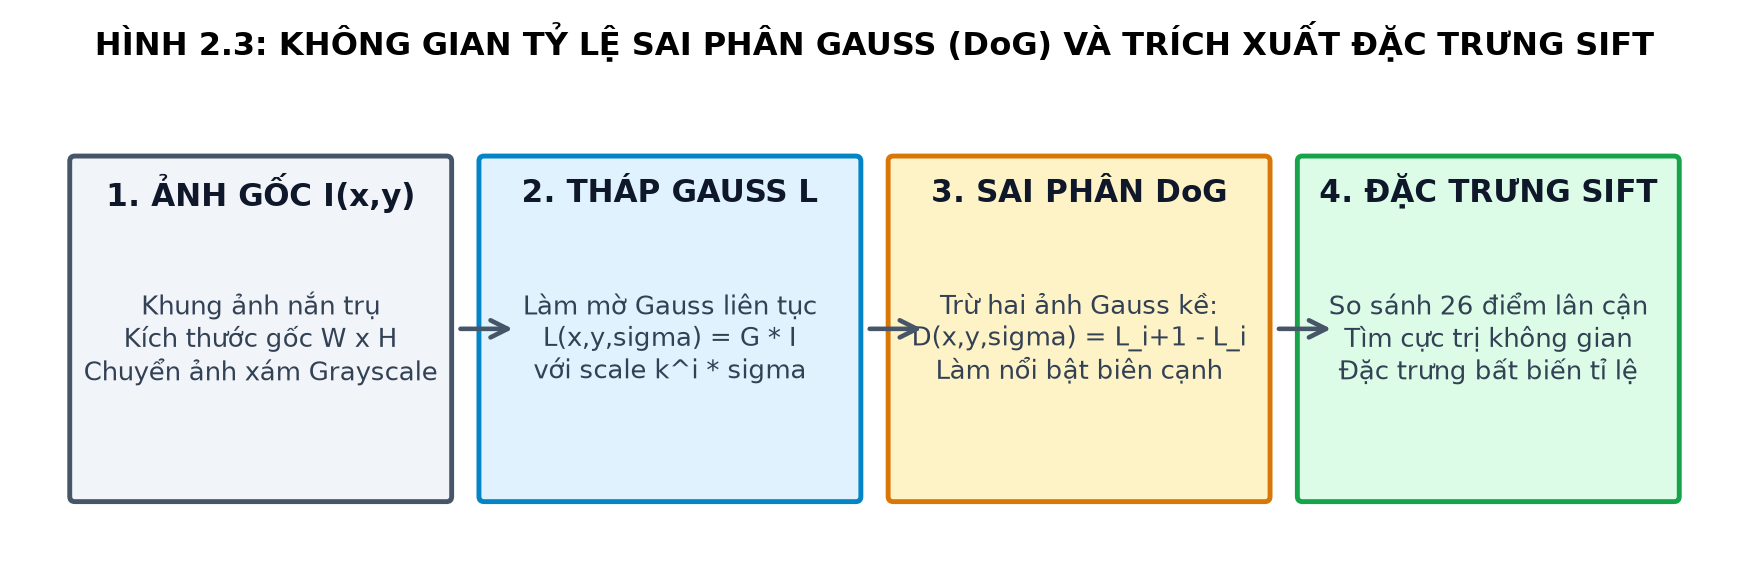 HÌNH 2.3: KHÔNG GIAN TỶ LỆ SAI PHÂN GAUSS (DoG) VÀ TRÍCH XUẤT ĐẶC TRƯNG SIFT
1. ẢNH GỐC I(x,y)
Khung ảnh nắn trụ
Kích thước gốc W x H
Chuyển ảnh xám Grayscale
2. THÁP GAUSS L
Làm mờ Gauss liên tục
L(x,y,sigma) = G * I
với scale k^i * sigma
3. SAI PHÂN DoG
Trừ hai ảnh Gauss kề:
D(x,y,sigma) = L_i+1 - L_i
Làm nổi bật biên cạnh
4. ĐẶC TRƯNG SIFT
So sánh 26 điểm lân cận
Tìm cực trị không gian
Đặc trưng bất biến tỉ lệ